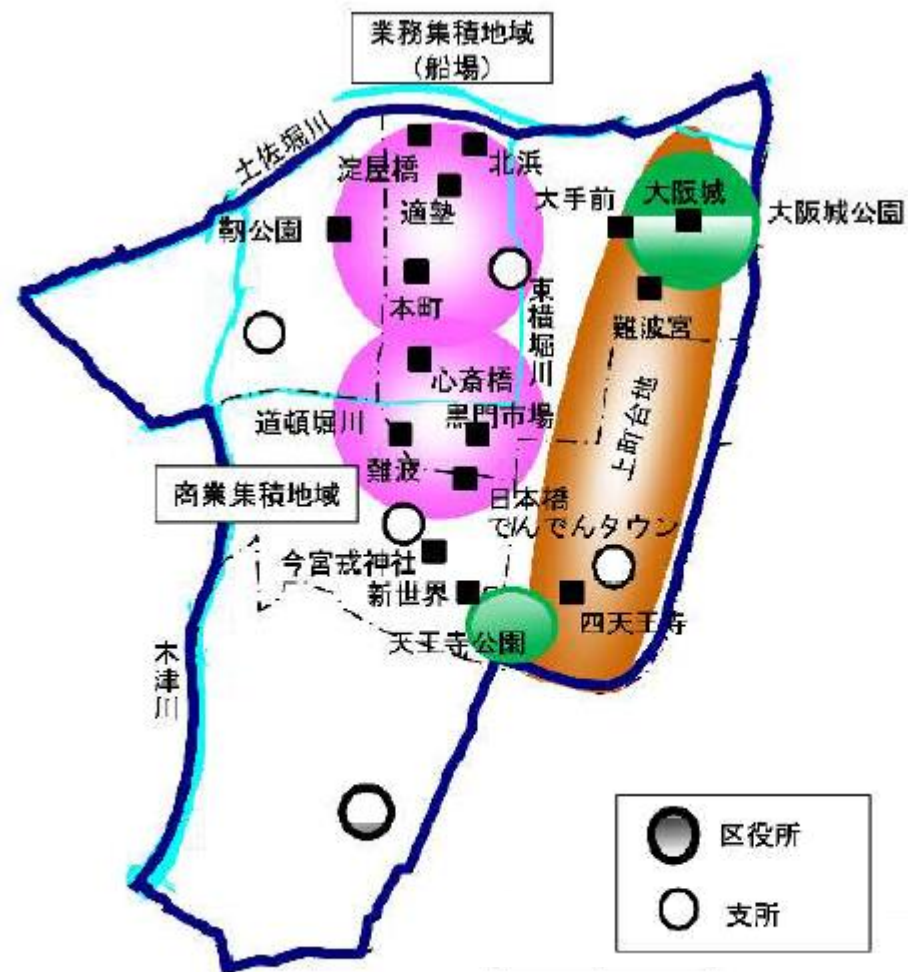 業務集積地域
(船場)
土佐堀川
淀屋橋
北浜
適塾
大手前
大阪城
大阪城公園
靭公園
本町
東横堀川
難波宮
心斎橋
道頓堀川
黒門市場
上町台地
難波
商業集積地域
日本橋
でんでんタウン
今宮戎神社
新世界
四天王寺
天王寺公園
木津川
区役所
支所